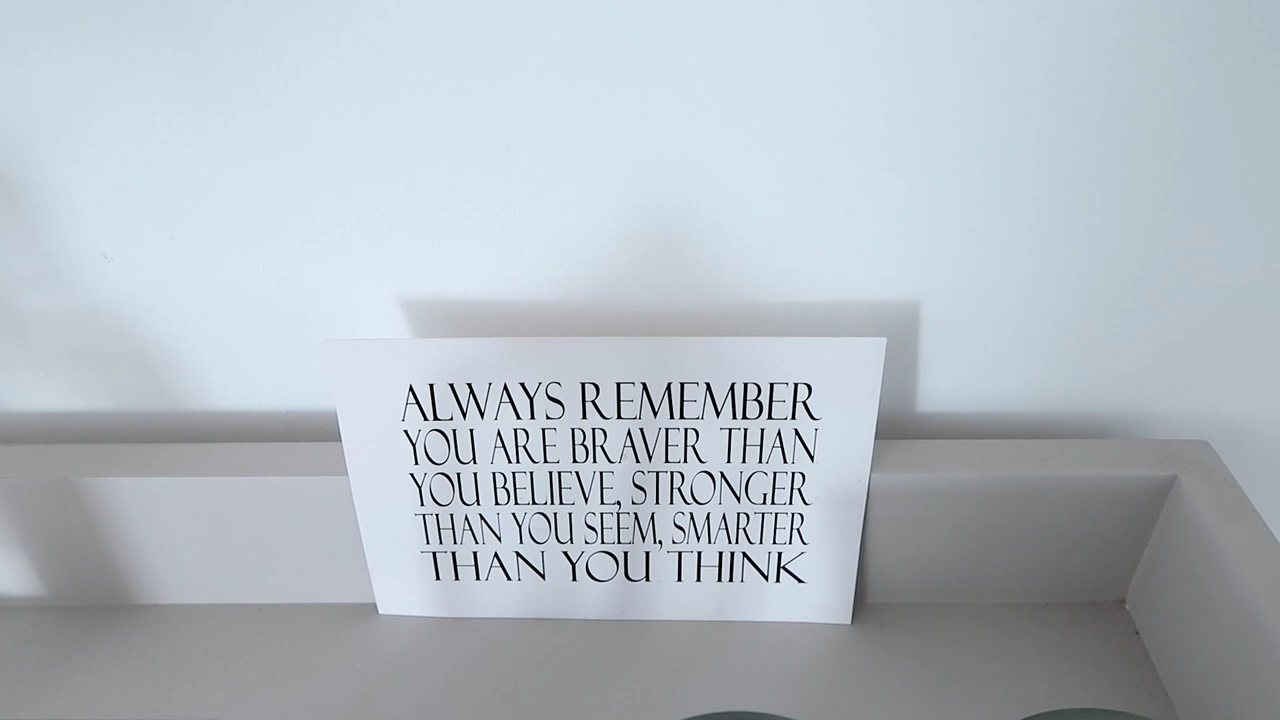 ALWAYS REMEMBER
YOU ARE BRAVER THAN
YOU BELIEVE, STRONGER
THAN YOU SEEM, SMARTER
THAN YOU THINK